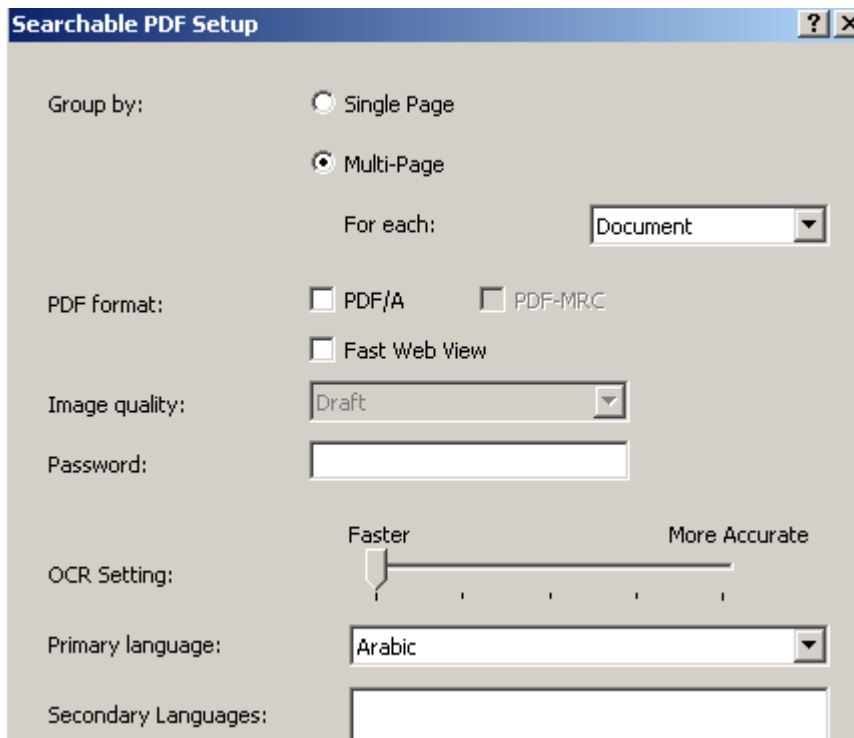 Searchable PDF Setup
Group by: Single Page
Multi-Page
For each: Document
PDF format: PDF/A PDF-MRC
Fast Web View
Image quality: Draft
Password:
Faster More Accurate
OCR Setting:
Primary language: Arabic
Secondary Languages: